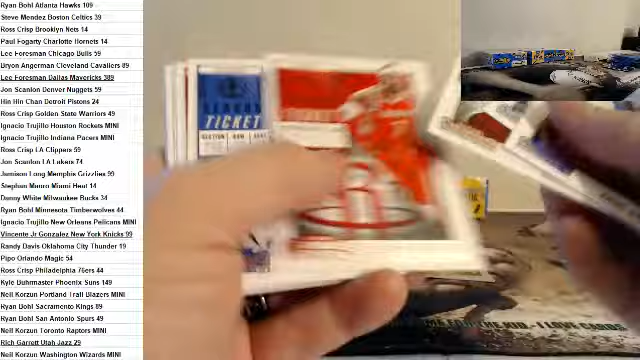 Ryan Bohl Atlanta Hawks 109
Steve Mendez Boston Celtics 39
Ross Crisp Brooklyn Nets 14
Paul Fogarty Charlotte Hornets 14
Lee Foresman Chicago Bulls 59
Bryon Angerman Cleveland Cavaliers 89
Lee Foresman Dallas Mavericks 389
Jon Scanlon Denver Nuggets 59
Hin Hin Chan Detroit Pistons 24
Ross Crisp Golden State Warriors 49
Ignacio Trujillo Houston Rockets MINI
Ignacio Trujillo Indiana Pacers MINI
Ross Crisp LA Clippers 59
Jon Scanlon LA Lakers 74
Jamison Long Memphis Grizzlies 99
Stephan Manro Miami Heat 14
Danny White Milwaukee Bucks 34
Ryan Bohl Minnesota Timberwolves 44
Ignacio Trujillo New Orleans Pelicans MINI
Vincente Jr Gonzalez New York Knicks 99
Randy Davis Oklahoma City Thunder 19
Pipo Orlando Magic 54
Ross Crisp Philadelphia 76ers 44
Kyle Buhrmaster Phoenix Suns 149
Neil Korzun Portland Trail Blazers MINI
Ryan Bohl Sacramento Kings 89
Ryan Bohl San Antonio Spurs 49
Neil Korzun Toronto Raptors MINI
Rich Garrett Utah Jazz 29
Neil Korzun Washington Wizards MINI
SEASON
TICKET
SECTION ROW SEAT
I LOVE CARDS